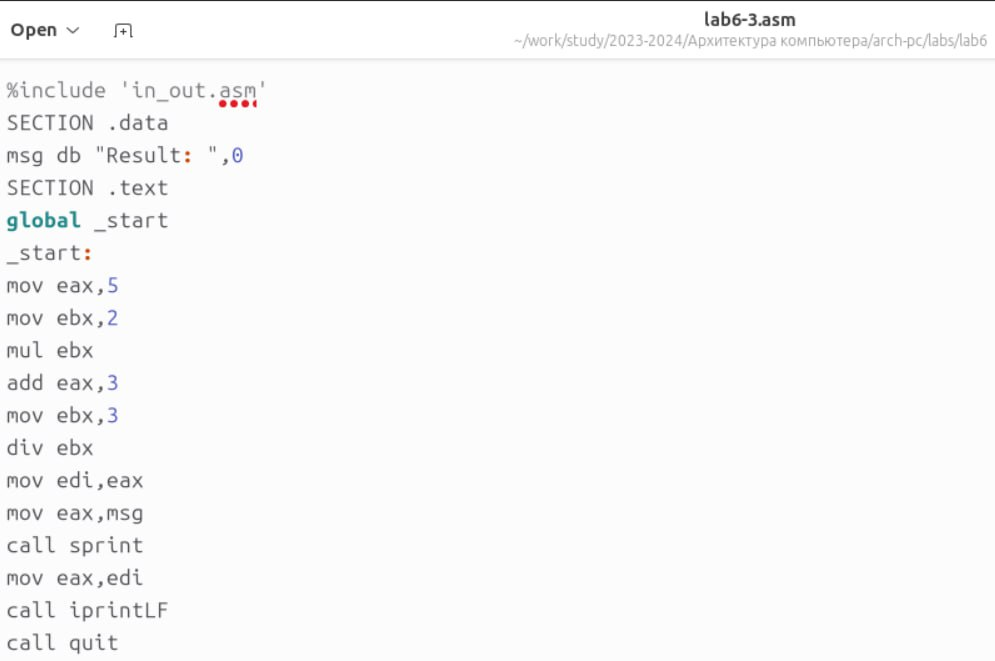 Open
lab6-3.asm
~/work/study/2023-2024/Архитектура компьютера/arch-pc/labs/lab6
%include 'in_out.asm'
SECTION .data
msg db "Result: ",0
SECTION .text
global _start
_start:
mov eax,5
mov ebx,2
mul ebx
add eax,3
mov ebx,3
div ebx
mov edi,eax
mov eax,msg
call sprint
mov eax,edi
call iprintLF
call quit